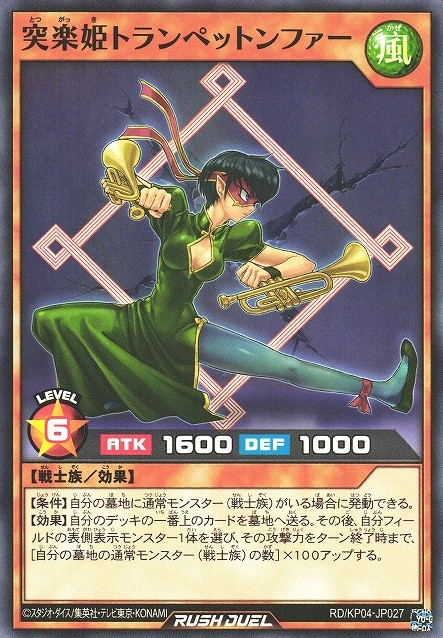 突楽姫トランペットンファー
とつがっき
風
かぜ
LEVEL
6
ATK 1600 DEF 1000
【戦士族/効果】
【条件】自分の墓地に通常モンスター(戦士族)がいる場合に発動できる。
【効果】自分のデッキの一番上のカードを墓地へ送る。その後、自分フィー
ルドの表側表示モンスター1体を選び、その攻撃力をターン終了時まで、
[自分の墓地の通常モンスター(戦士族)の数]×100アップする。
©スタジオ・ダイス/集英社・テレビ東京・KONAMI
RUSH DUEL
RD/KP04-JP027